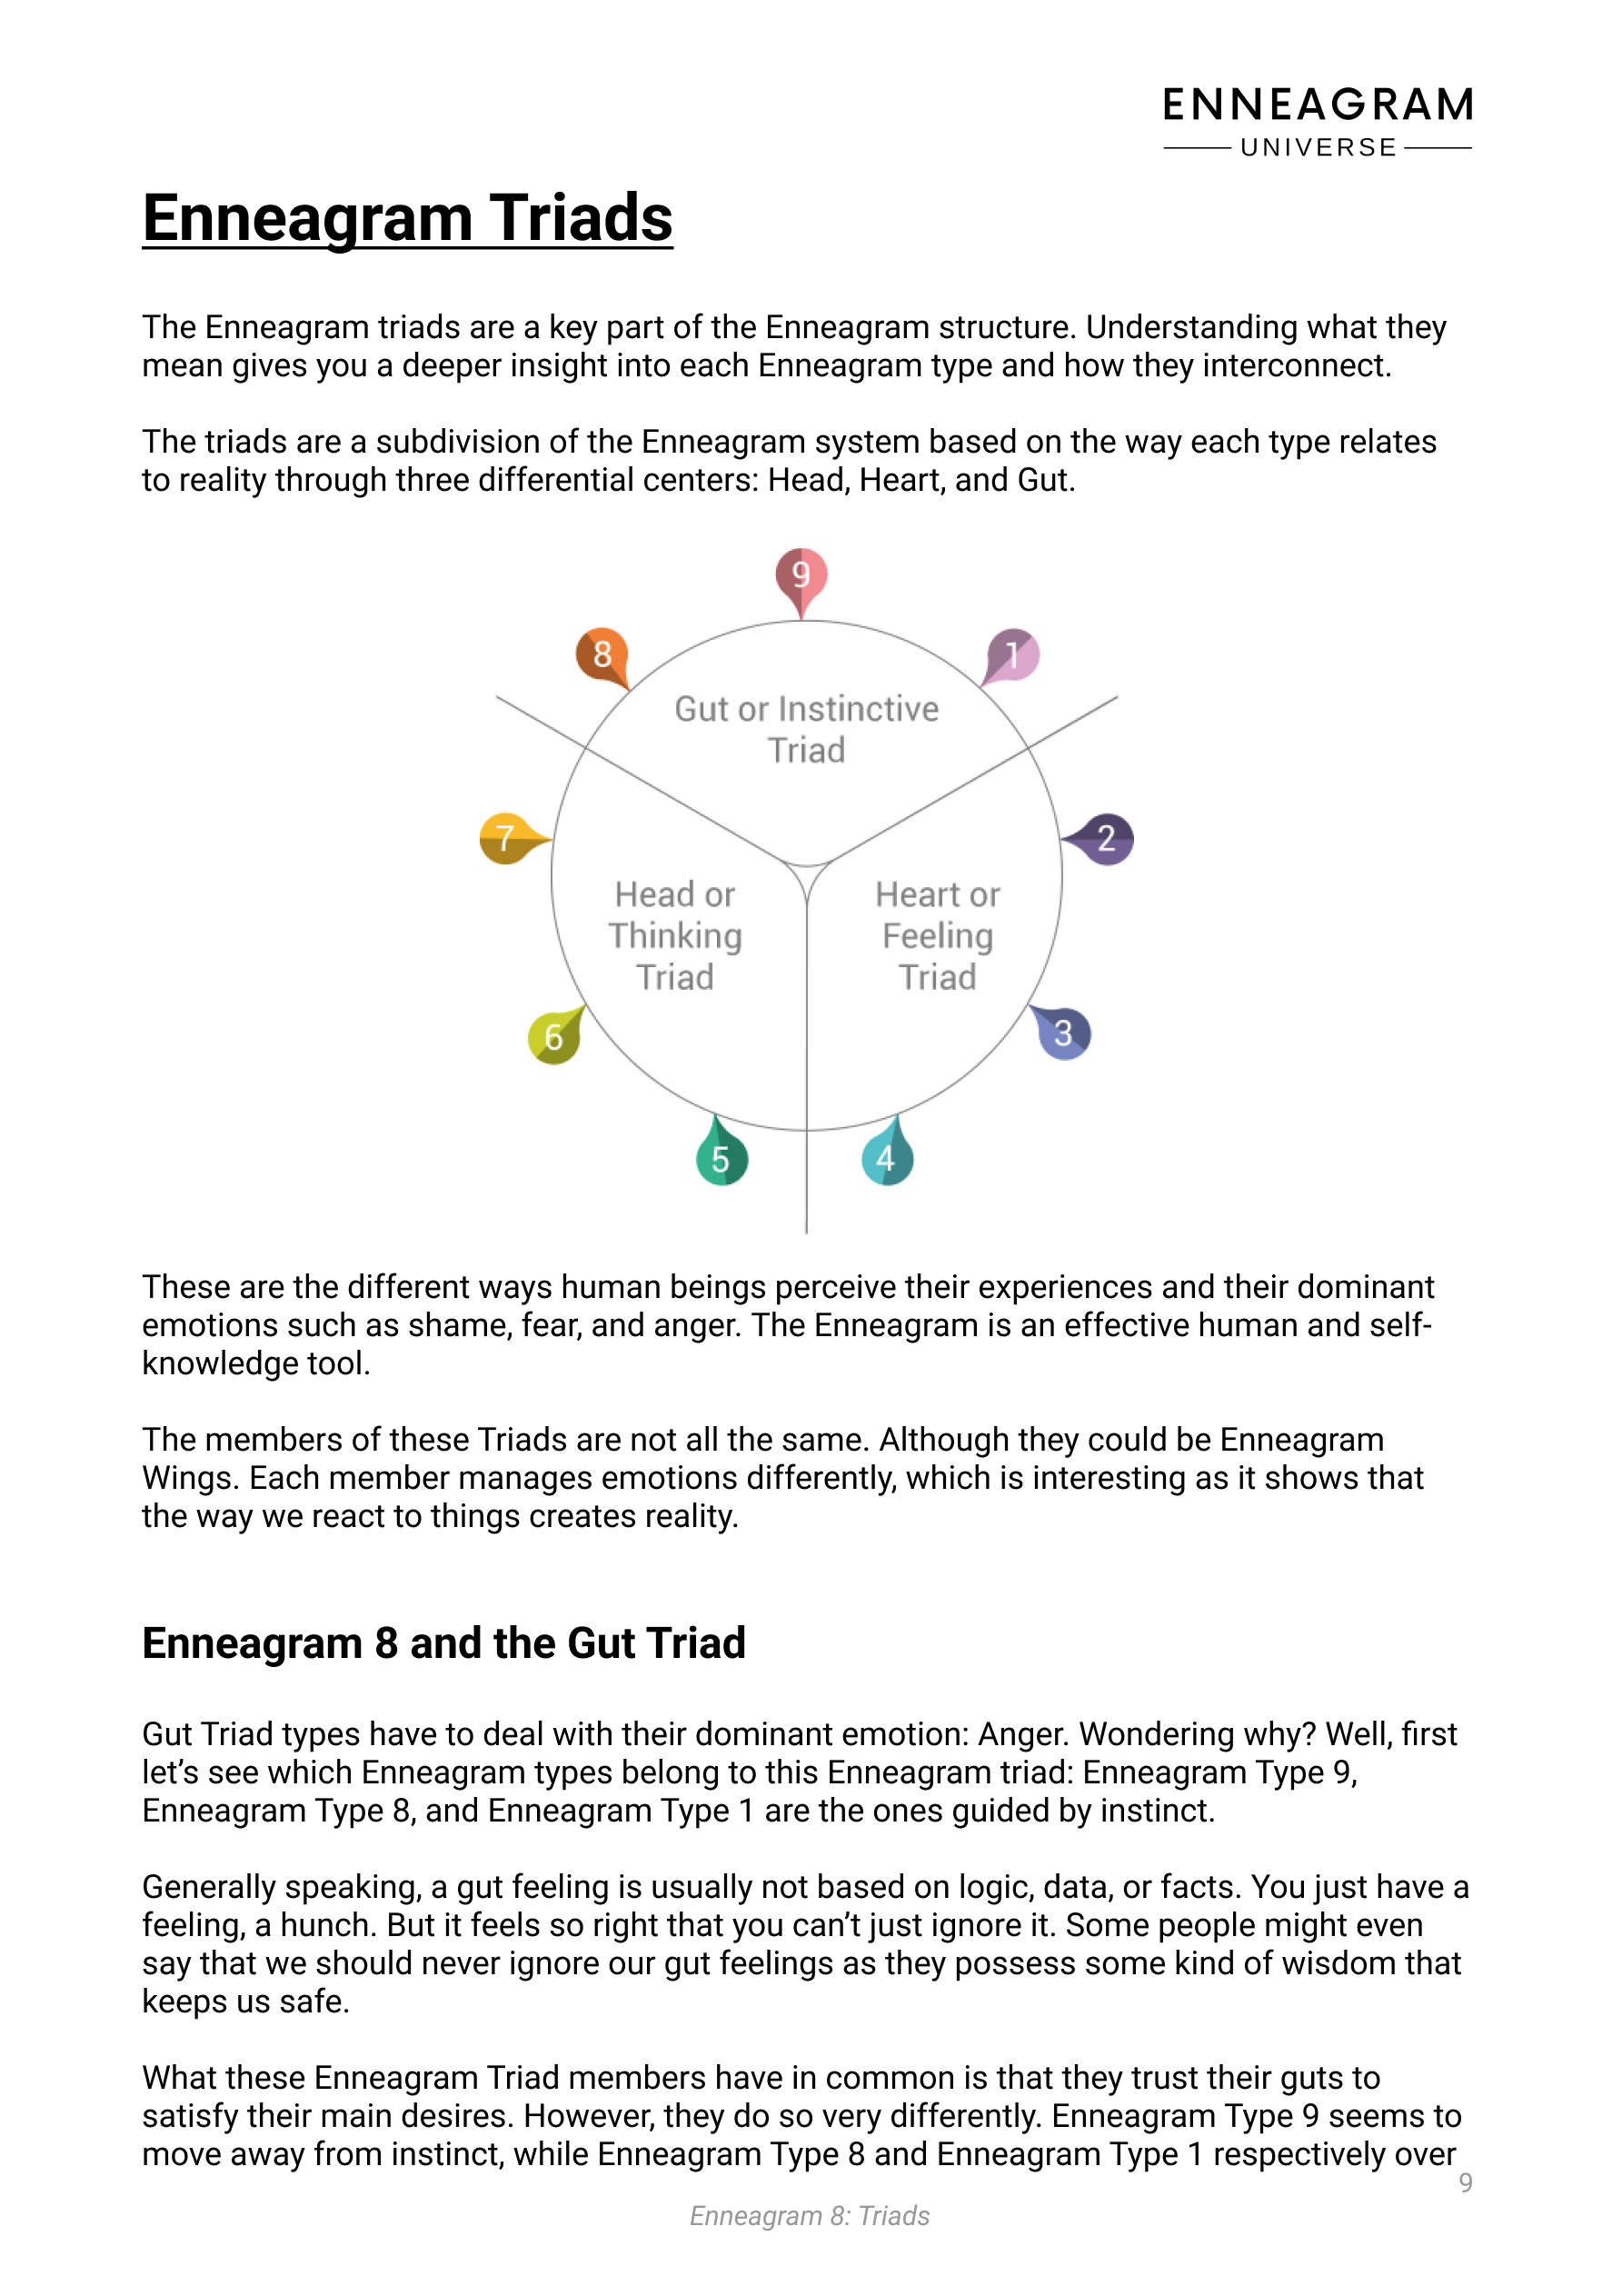 ENNEAGRAM
UNIVERSE
Enneagram Triads
The Enneagram triads are a key part of the Enneagram structure. Understanding what they
mean gives you a deeper insight into each Enneagram type and how they interconnect.
The triads are a subdivision of the Enneagram system based on the way each type relates
to reality through three differential centers: Head, Heart, and Gut.
9
8
1
Gut or Instinctive
Triad
7
2
Head or
Thinking
Triad
Heart or
Feeling
Triad
6
3
5
4
These are the different ways human beings perceive their experiences and their dominant
emotions such as shame, fear, and anger. The Enneagram is an effective human and self-
knowledge tool.
The members of these Triads are not all the same. Although they could be Enneagram
Wings. Each member manages emotions differently, which is interesting as it shows that
the way we react to things creates reality.
Enneagram 8 and the Gut Triad
Gut Triad types have to deal with their dominant emotion: Anger. Wondering why? Well, first
let’s see which Enneagram types belong to this Enneagram triad: Enneagram Type 9,
Enneagram Type 8, and Enneagram Type 1 are the ones guided by instinct.
Generally speaking, a gut feeling is usually not based on logic, data, or facts. You just have a
feeling, a hunch. But it feels so right that you can’t just ignore it. Some people might even
say that we should never ignore our gut feelings as they possess some kind of wisdom that
keeps us safe.
What these Enneagram Triad members have in common is that they trust their guts to
satisfy their main desires. However, they do so very differently. Enneagram Type 9 seems to
move away from instinct, while Enneagram Type 8 and Enneagram Type 1 respectively over
9
Enneagram 8: Triads